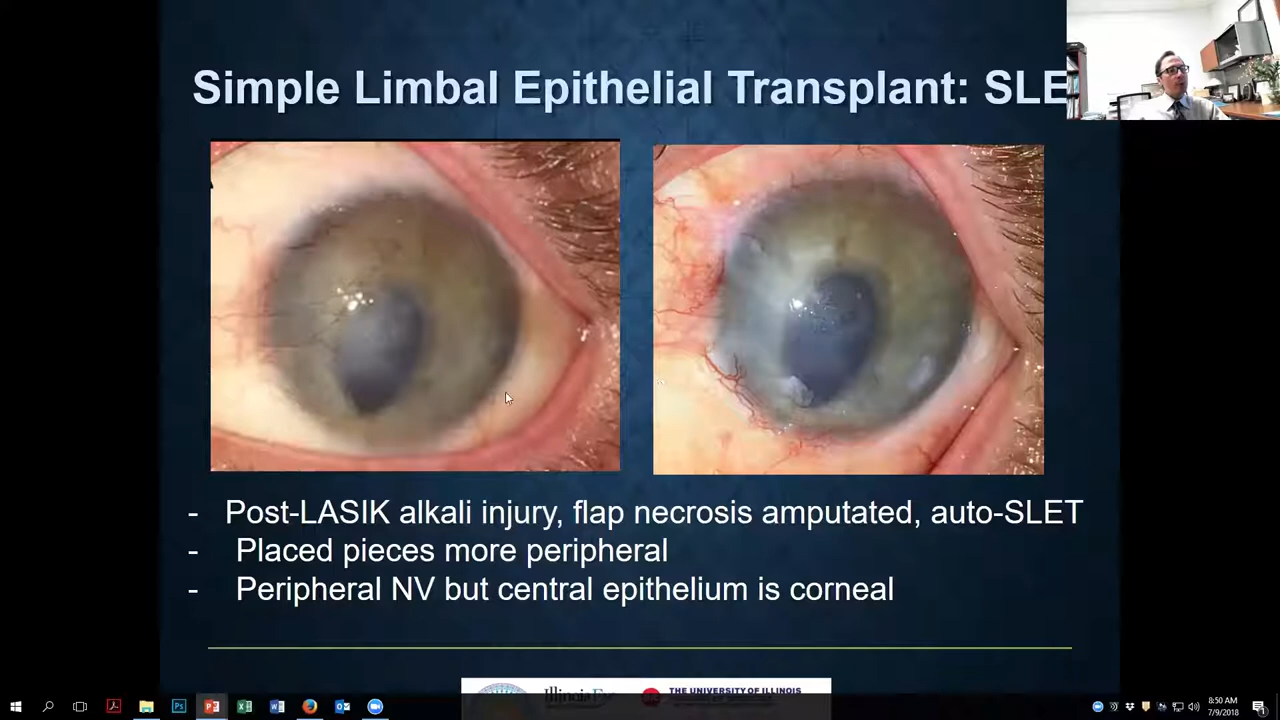 Simple Limbal Epithelial Transplant: SLE
- Post-LASIK alkali injury, flap necrosis amputated, auto-SLET
- Placed pieces more peripheral
- Peripheral NV but central epithelium is corneal
THE UNIVERSITY OF ILLINOIS
8:50 AM
7/9/2018